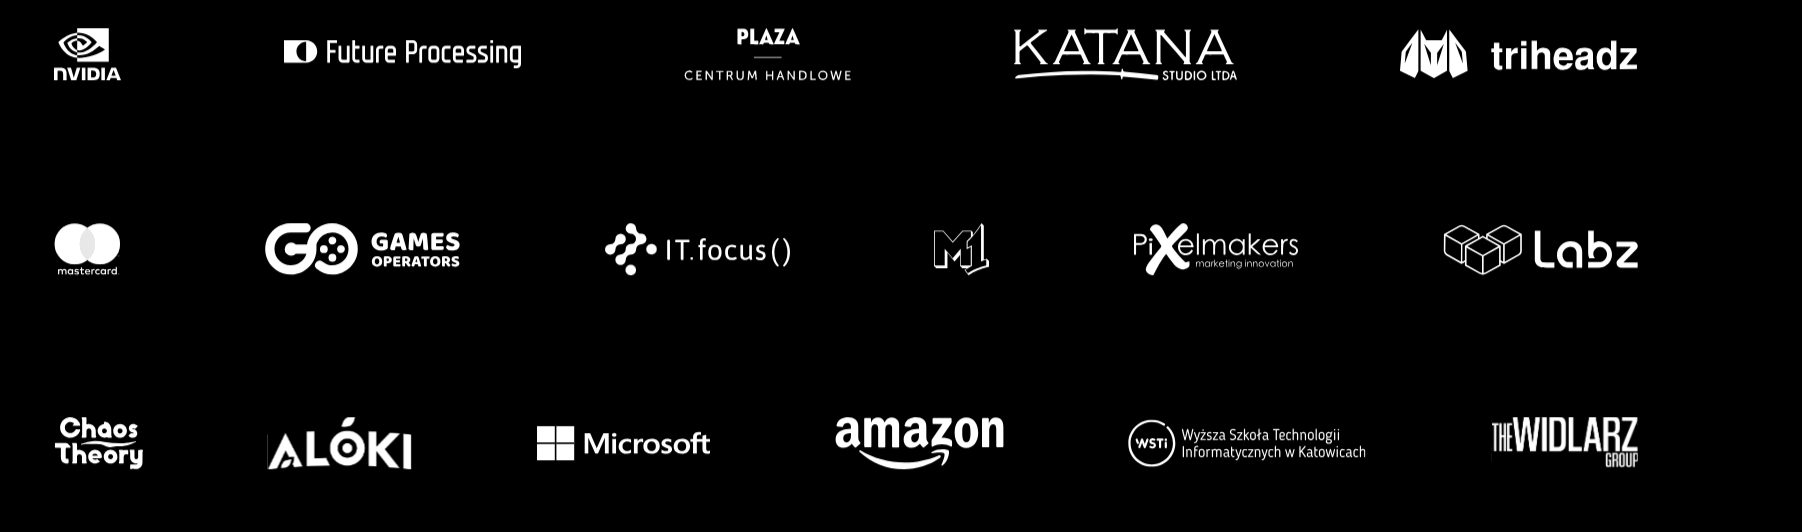 nVIDIA
Future Processing
PLAZA
CENTRUM HANDLOWE
KATANA
STUDIO LTDA
triheadz
mastercard
GO GAMES
OPERATORS
IT.focus()
M1
PiXelmakers
marketing innovation
Labz
Chaos
Theory
ALÓKI
Microsoft
amazon
WSTi
Wyższa Szkoła Technologii
Informatycznych w Katowicach
THE WIDLARZ
GROUP